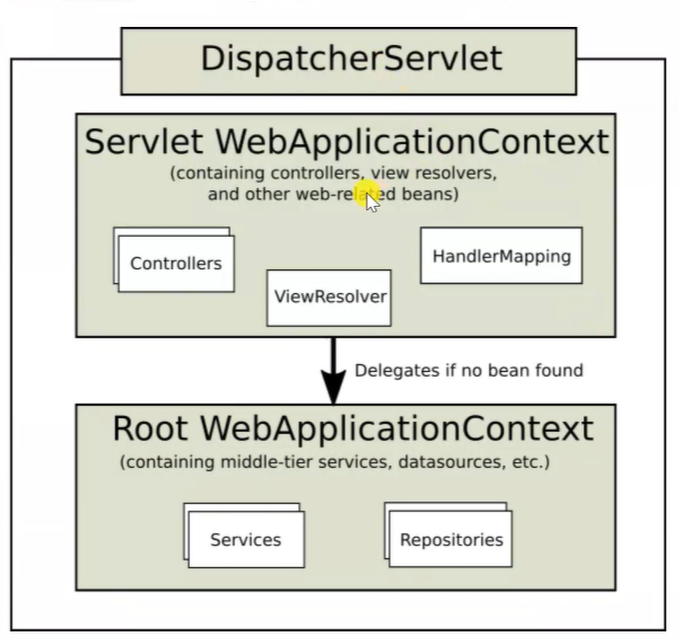 DispatcherServlet
Servlet WebApplicationContext
(containing controllers, view resolvers,
and other web-related beans)
Controllers
HandlerMapping
ViewResolver
Delegates if no bean found
Root WebApplicationContext
(containing middle-tier services, datasources, etc.)
Services
Repositories